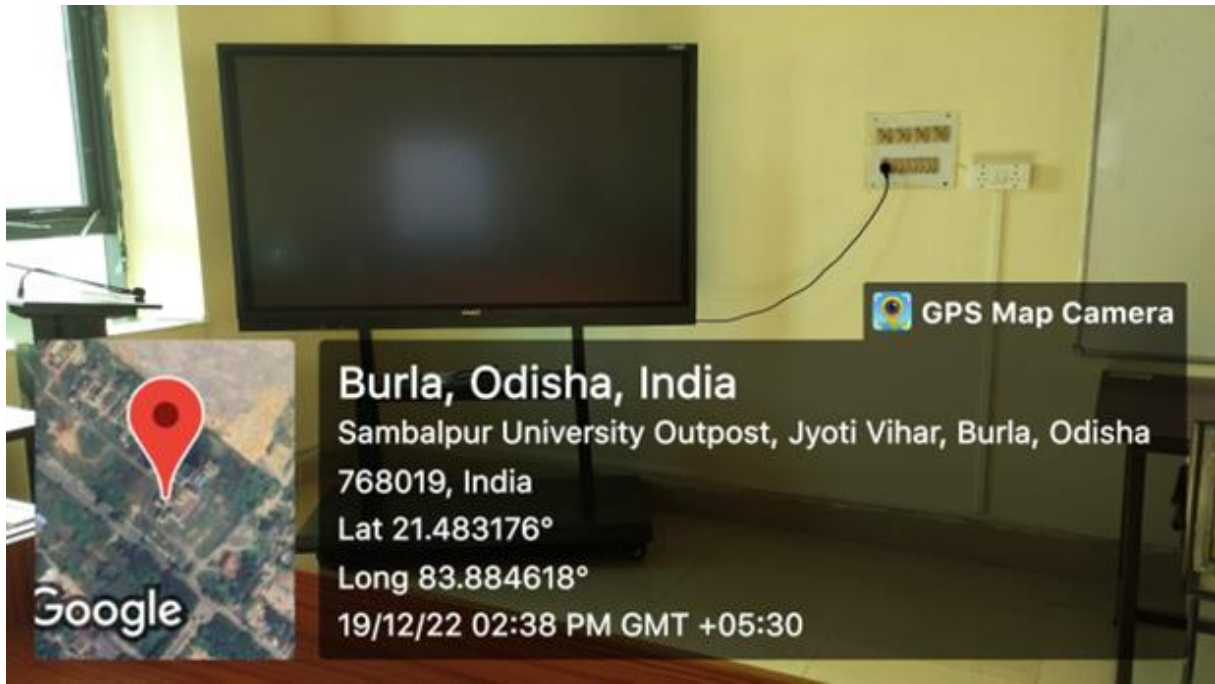 GPS Map Camera
Burla, Odisha, India
Sambalpur University Outpost, Jyoti Vihar, Burla, Odisha
768019, India
Lat 21.483176°
Long 83.884618°
19/12/22 02:38 PM GMT +05:30
Google